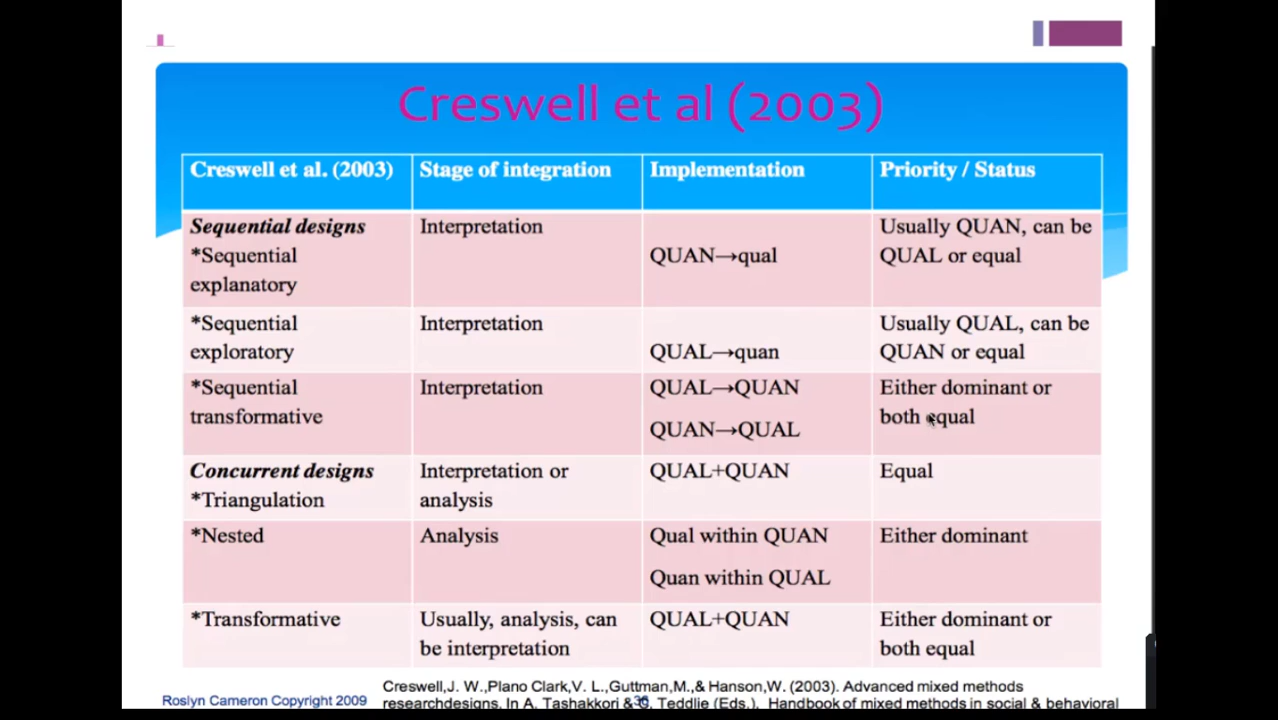 Creswell et al (2003)
Creswell et al. (2003) Stage of integration Implementation Priority / Status
Sequential designs Interpretation Usually QUAN, can be
*Sequential QUAN→qual QUAL or equal
explanatory
*Sequential Interpretation Usually QUAL, can be
exploratory QUAL→quan QUAN or equal
*Sequential Interpretation QUAL→QUAN Either dominant or
transformative both equal
QUAN→QUAL
Concurrent designs Interpretation or QUAL+QUAN Equal
*Triangulation analysis
*Nested Analysis Qual within QUAN Either dominant
Quan within QUAL
*Transformative Usually, analysis, can QUAL+QUAN Either dominant or
be interpretation both equal
Creswell,J. W.,Plano Clark,V. L.,Guttman,M.,& Hanson,W. (2003). Advanced mixed methods
Roslyn Cameron Copyright 2009 researchdesigns. In A. Tashakkori & Teddlie (Eds.). Handbook of mixed methods in social & behavioral